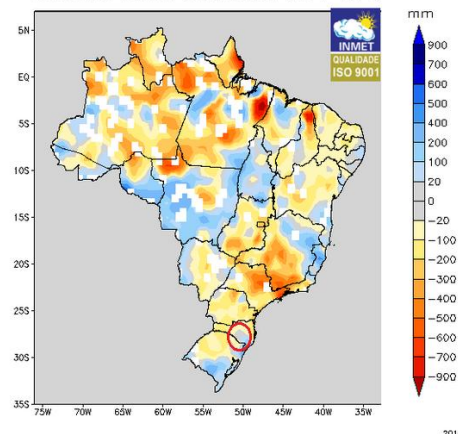 mm
INMET
QUALIDADE
ISO 9001
5N
EQ
5S
10S
15S
20S
25S
30S
35S
75W
70W
65W
60W
55W
50W
45W
40W
35W
900
700
600
500
400
300
200
100
20
0
−20
−100
−200
−300
−400
−500
−600
−700
−900
201